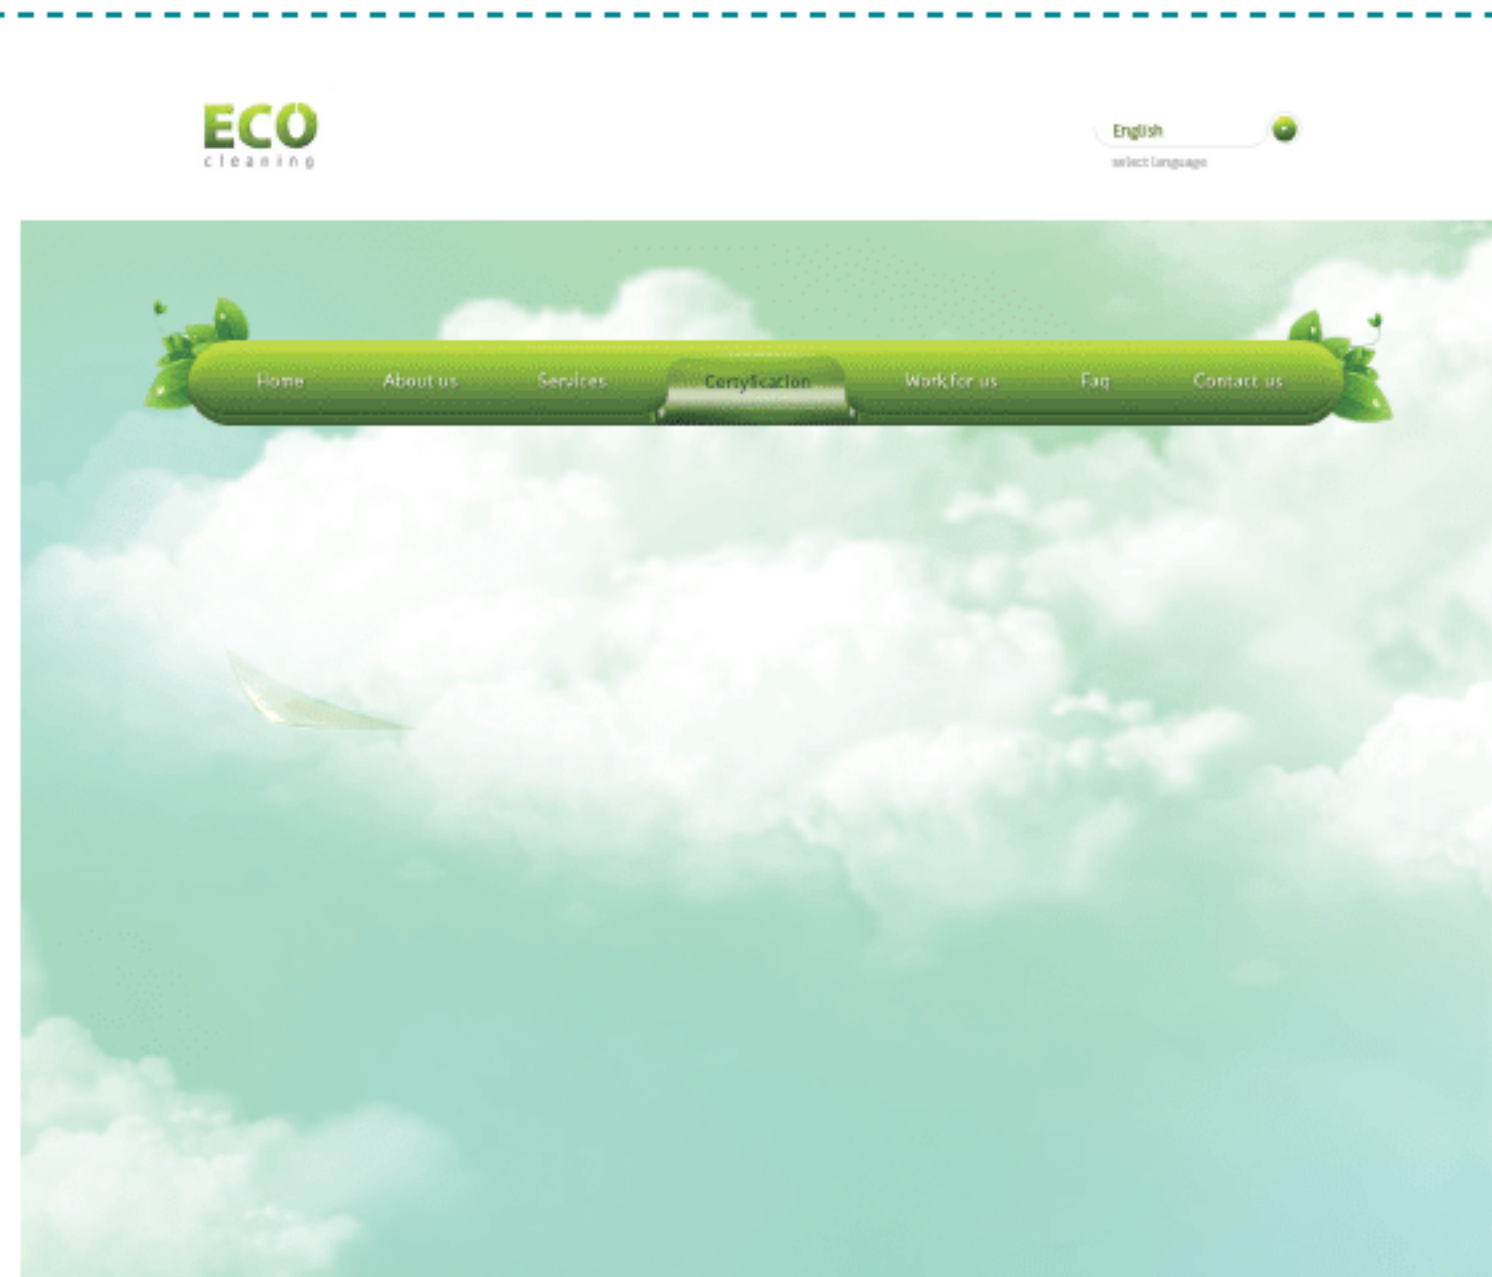 ECO
cleaning
English
select language
Home About us Services Certyfication Work for us Faq Contact us